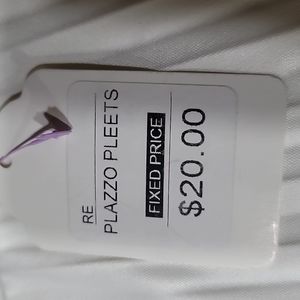 RE
PLAZZO PLEETS
FIXED PRICE
$20.00